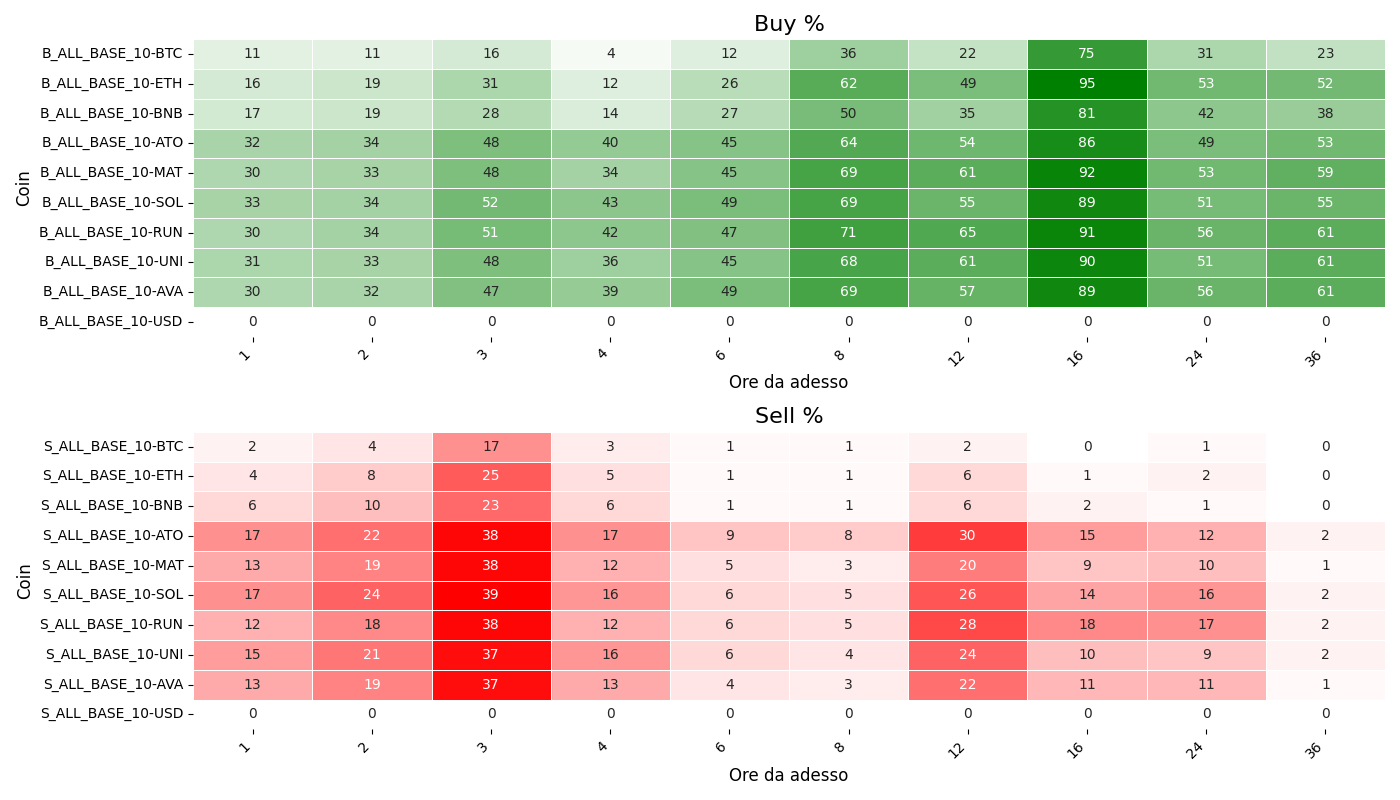 Buy %
Coin
B_ALL_BASE_10-BTC 11 11 16 4 12 36 22 75 31 23
B_ALL_BASE_10-ETH 16 19 31 12 26 62 49 95 53 52
B_ALL_BASE_10-BNB 17 19 28 14 27 50 35 81 42 38
B_ALL_BASE_10-ATO 32 34 48 40 45 64 54 86 49 53
B_ALL_BASE_10-MAT 30 33 48 34 45 69 61 92 53 59
B_ALL_BASE_10-SOL 33 34 52 43 49 69 55 89 51 55
B_ALL_BASE_10-RUN 30 34 51 42 47 71 65 91 56 61
B_ALL_BASE_10-UNI 31 33 48 36 45 68 61 90 51 61
B_ALL_BASE_10-AVA 30 32 47 39 49 69 57 89 56 61
B_ALL_BASE_10-USD 0 0 0 0 0 0 0 0 0 0
1 2 3 4 6 8 12 16 24 36
Ore da adesso
Sell %
Coin
S_ALL_BASE_10-BTC 2 4 17 3 1 1 2 0 1 0
S_ALL_BASE_10-ETH 4 8 25 5 1 1 6 1 2 0
S_ALL_BASE_10-BNB 6 10 23 6 1 1 6 2 1 0
S_ALL_BASE_10-ATO 17 22 38 17 9 8 30 15 12 2
S_ALL_BASE_10-MAT 13 19 38 12 5 3 20 9 10 1
S_ALL_BASE_10-SOL 17 24 39 16 6 5 26 14 16 2
S_ALL_BASE_10-RUN 12 18 38 12 6 5 28 18 17 2
S_ALL_BASE_10-UNI 15 21 37 16 6 4 24 10 9 2
S_ALL_BASE_10-AVA 13 19 37 13 4 3 22 11 11 1
S_ALL_BASE_10-USD 0 0 0 0 0 0 0 0 0 0
1 2 3 4 6 8 12 16 24 36
Ore da adesso